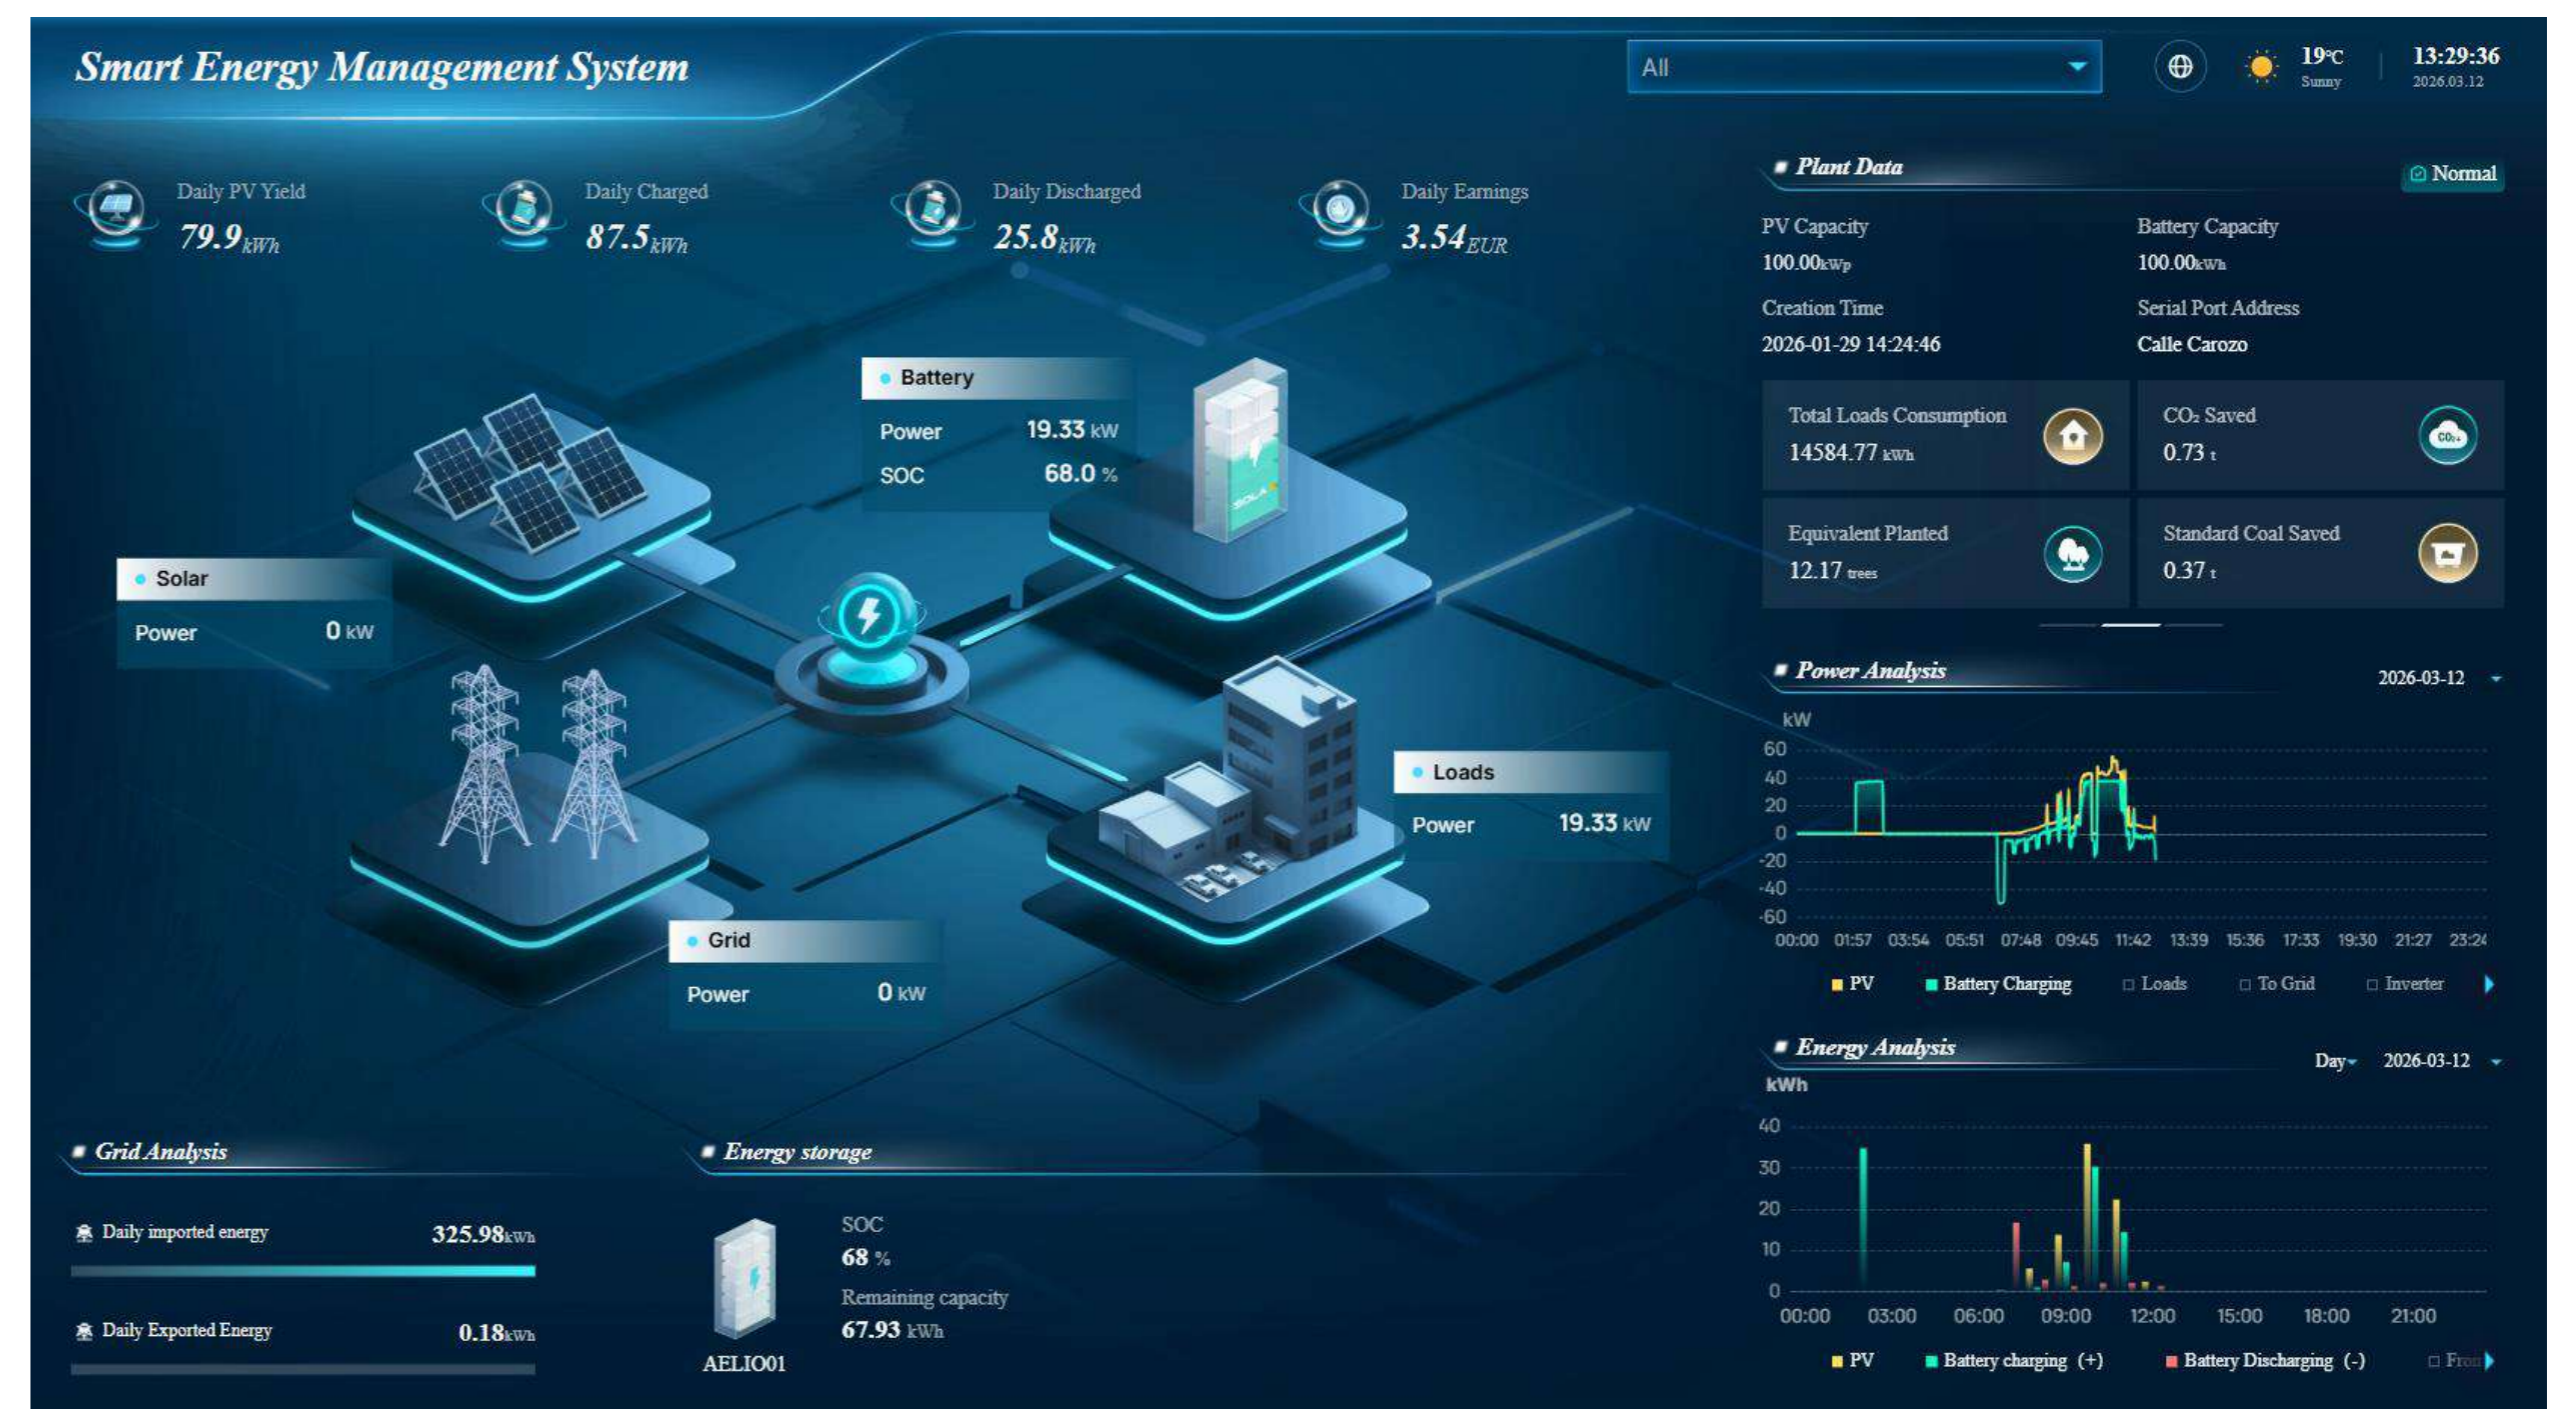 Smart Energy Management System
All
19℃
Sunny
13:29:36
2026.03.12
Daily PV Yield
79.9kWh
Daily Charged
87.5kWh
Daily Discharged
25.8kWh
Daily Earnings
3.54EUR
Battery
Power 19.33 kW
SOC 68.0 %
Solar
Power 0 kW
Loads
Power 19.33 kW
Grid
Power 0 kW
Grid Analysis
Daily imported energy 325.98kWh
Daily Exported Energy 0.18kWh
Energy storage
SOC
68 %
Remaining capacity
67.93 kWh
AELIO01
Plant Data
Normal
PV Capacity
100.00kWp
Battery Capacity
100.00kWh
Creation Time
2026-01-29 14:24:46
Serial Port Address
Calle Carozo
Total Loads Consumption
14584.77 kWh
CO₂ Saved
0.73 t
Equivalent Planted
12.17 trees
Standard Coal Saved
0.37 t
Power Analysis
2026-03-12
kW
60
40
20
0
-20
-40
-60
00:00 01:57 03:54 05:51 07:48 09:45 11:42 13:39 15:36 17:33 19:30 21:27 23:24
PV Battery Charging Loads To Grid Inverter
Energy Analysis
Day 2026-03-12
kWh
40
30
20
10
0
00:00 03:00 06:00 09:00 12:00 15:00 18:00 21:00
PV Battery charging (+) Battery Discharging (-)